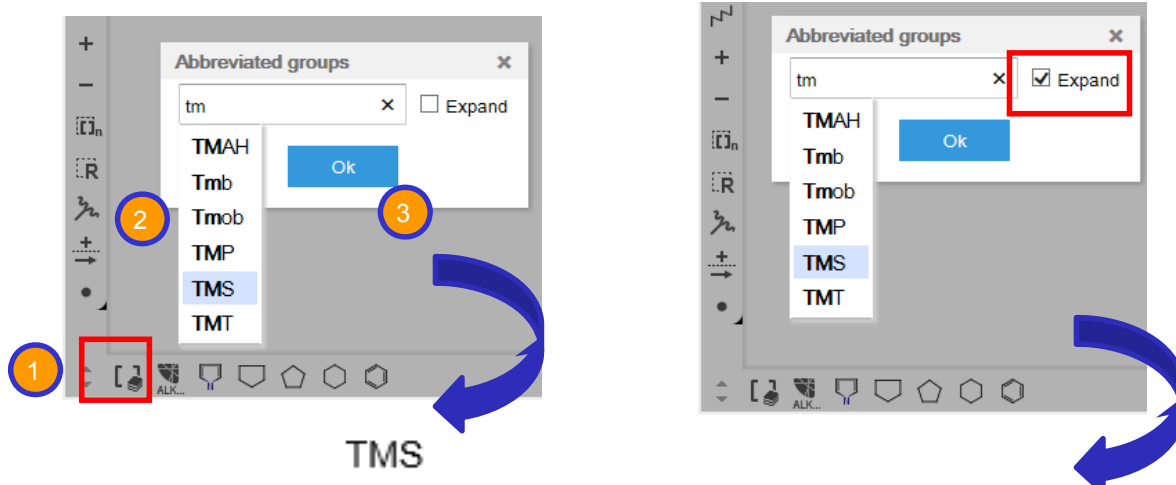 Abbreviated groups ×
tm × Expand
TMAH
Tmb
Tmob
TMP
TMS
TMT
Ok
[ ]n
R
2
3
1
ALK...
N
TMS
Abbreviated groups ×
tm × Expand
TMAH
Tmb
Tmob
TMP
TMS
TMT
Ok
[ ]n
R
ALK...
N